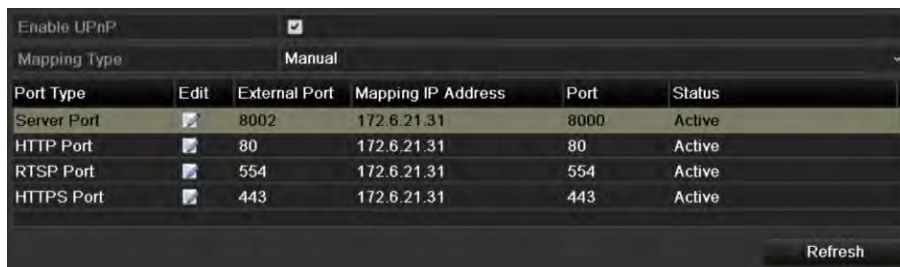 Enable UPnP
Mapping Type Manual
Port Type Edit External Port Mapping IP Address Port Status
Server Port 8002 172.6.21.31 8000 Active
HTTP Port 80 172.6.21.31 80 Active
RTSP Port 554 172.6.21.31 554 Active
HTTPS Port 443 172.6.21.31 443 Active
Refresh